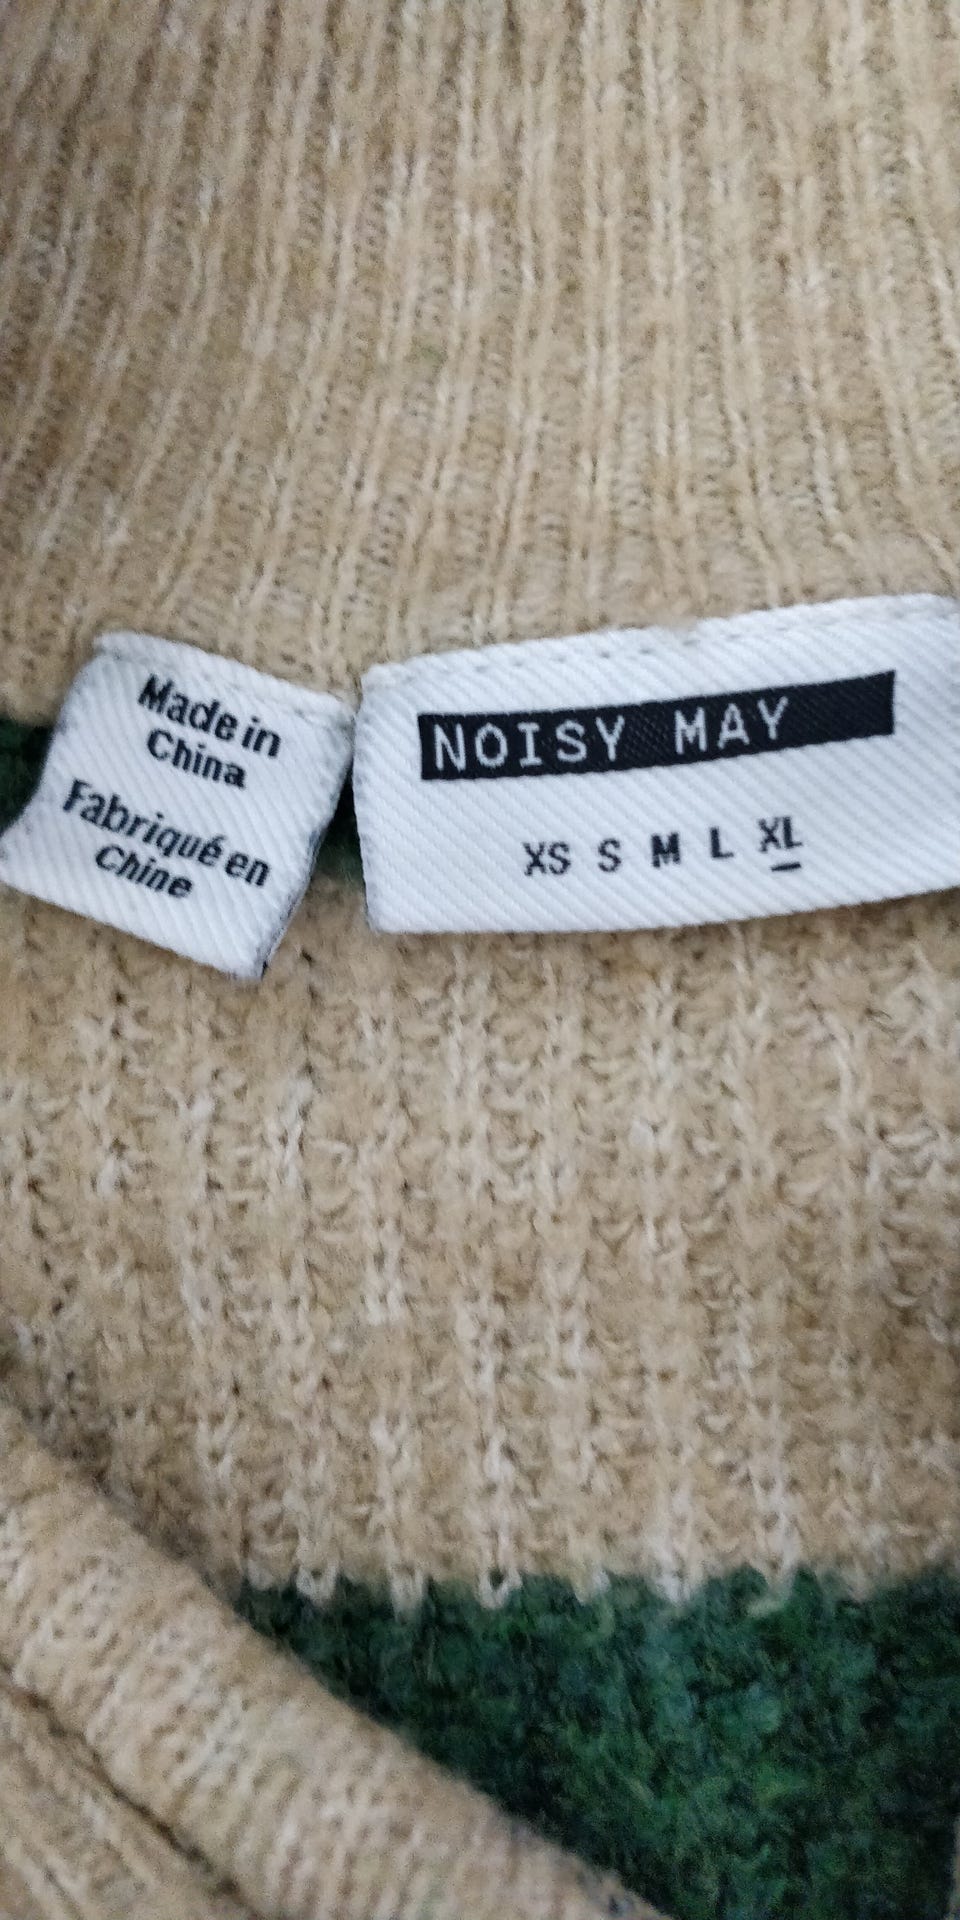 Made in
China
Fabriqué en
Chine
NOISY MAY
XS S M L XL